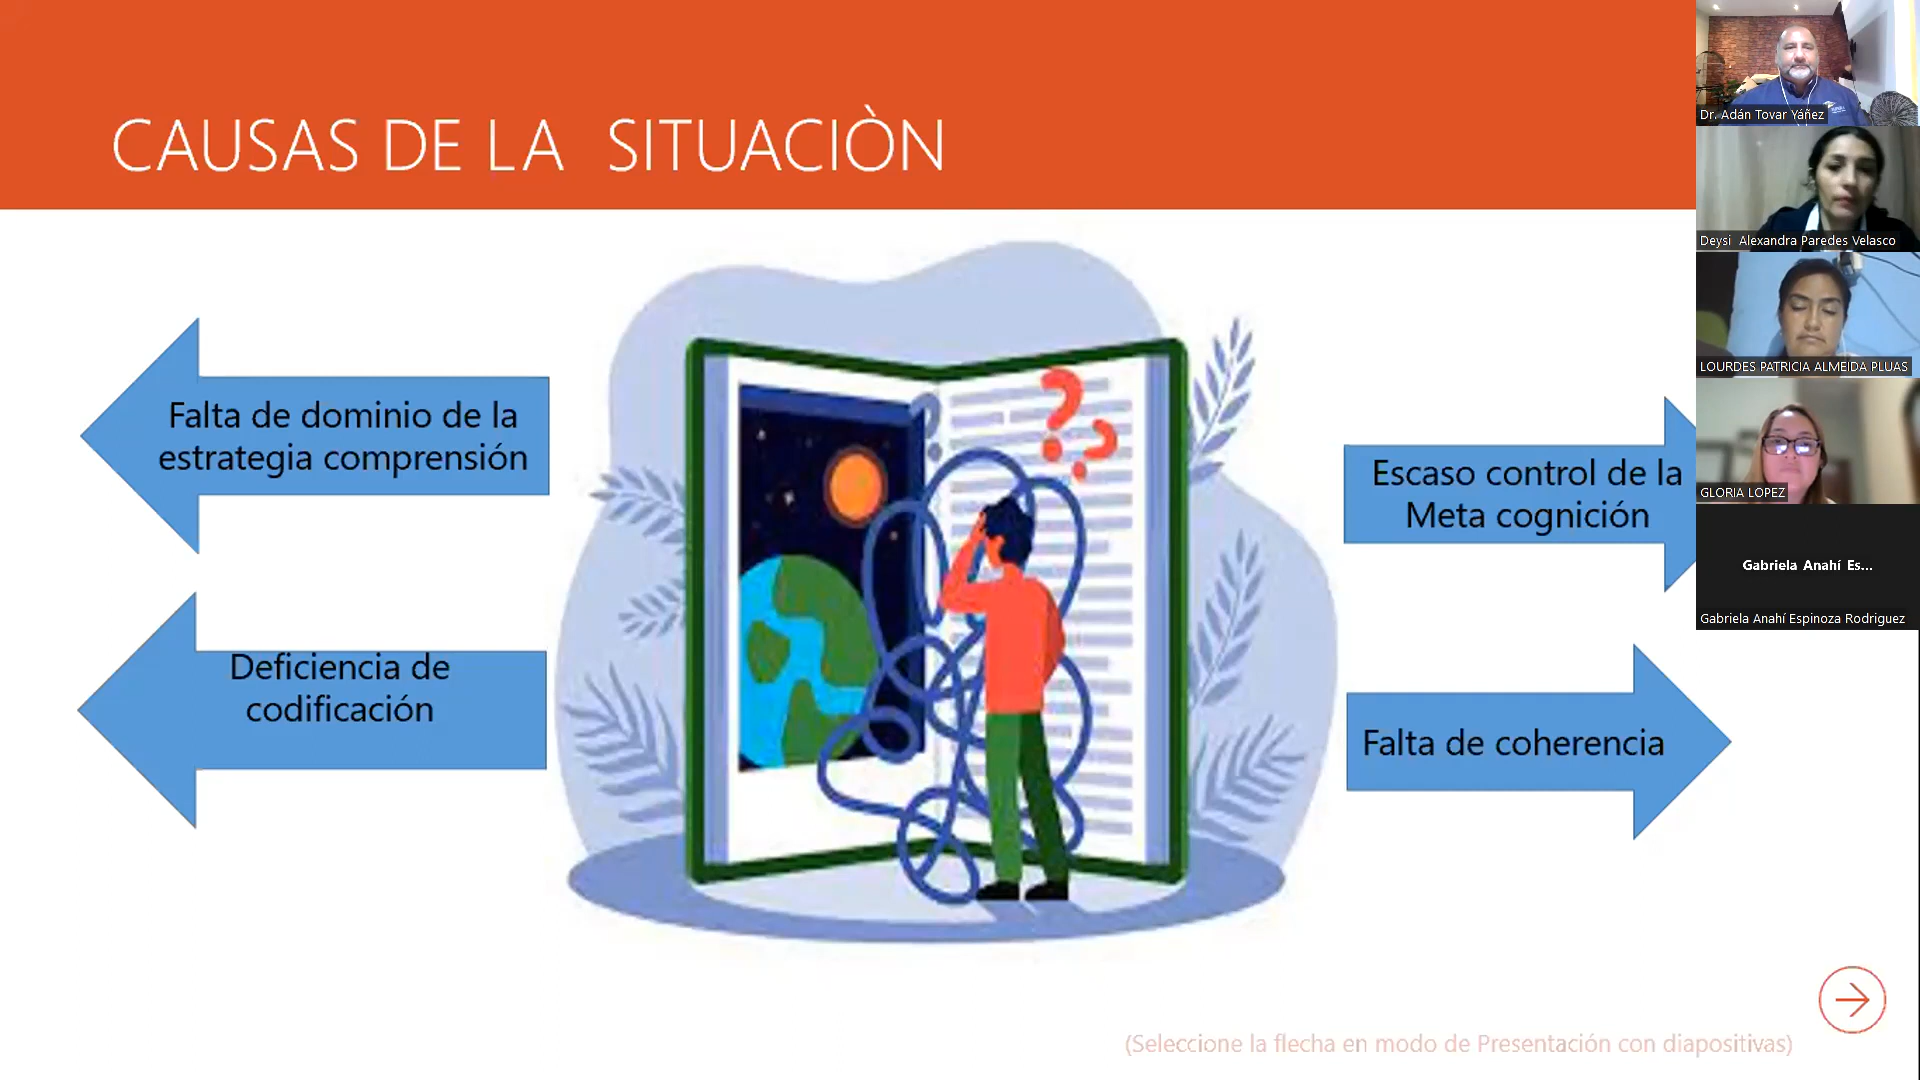 CAUSAS DE LA  SITUACIÒN
Falta de dominio de la
estrategia comprensión
Deficiencia de
codificación
Escaso control de la
Meta cognición
Falta de coherencia
(Seleccione la flecha en modo de Presentación con diapositivas)
Dr. Adán Tovar Yáñez
Deysi  Alexandra Paredes Velasco
LOURDES PATRICIA ALMEIDA PLUAS
GLORIA LOPEZ
Gabriela Anahí Es...
Gabriela Anahí Espinoza Rodriguez